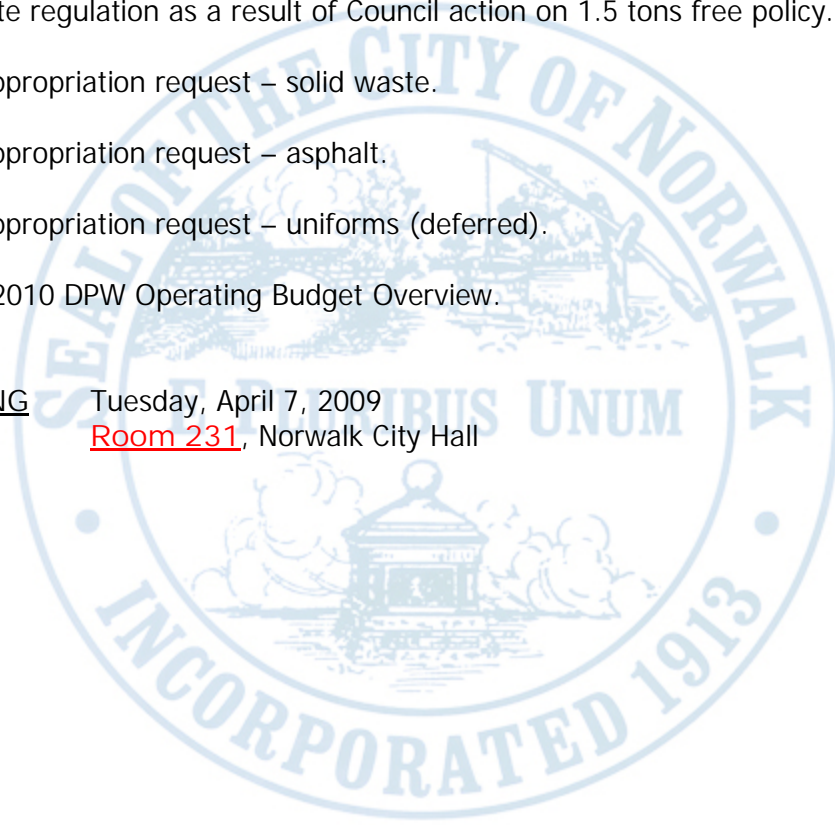 te regulation as a result of Council action on 1.5 tons free policy.
ppropriation request – solid waste.
ppropriation request – asphalt.
ppropriation request – uniforms (deferred).
2010 DPW Operating Budget Overview.
NG Tuesday, April 7, 2009
Room 231, Norwalk City Hall
SEAL OF THE CITY OF NORWALK
E PLURIBUS UNUM
INCORPORATED 1913